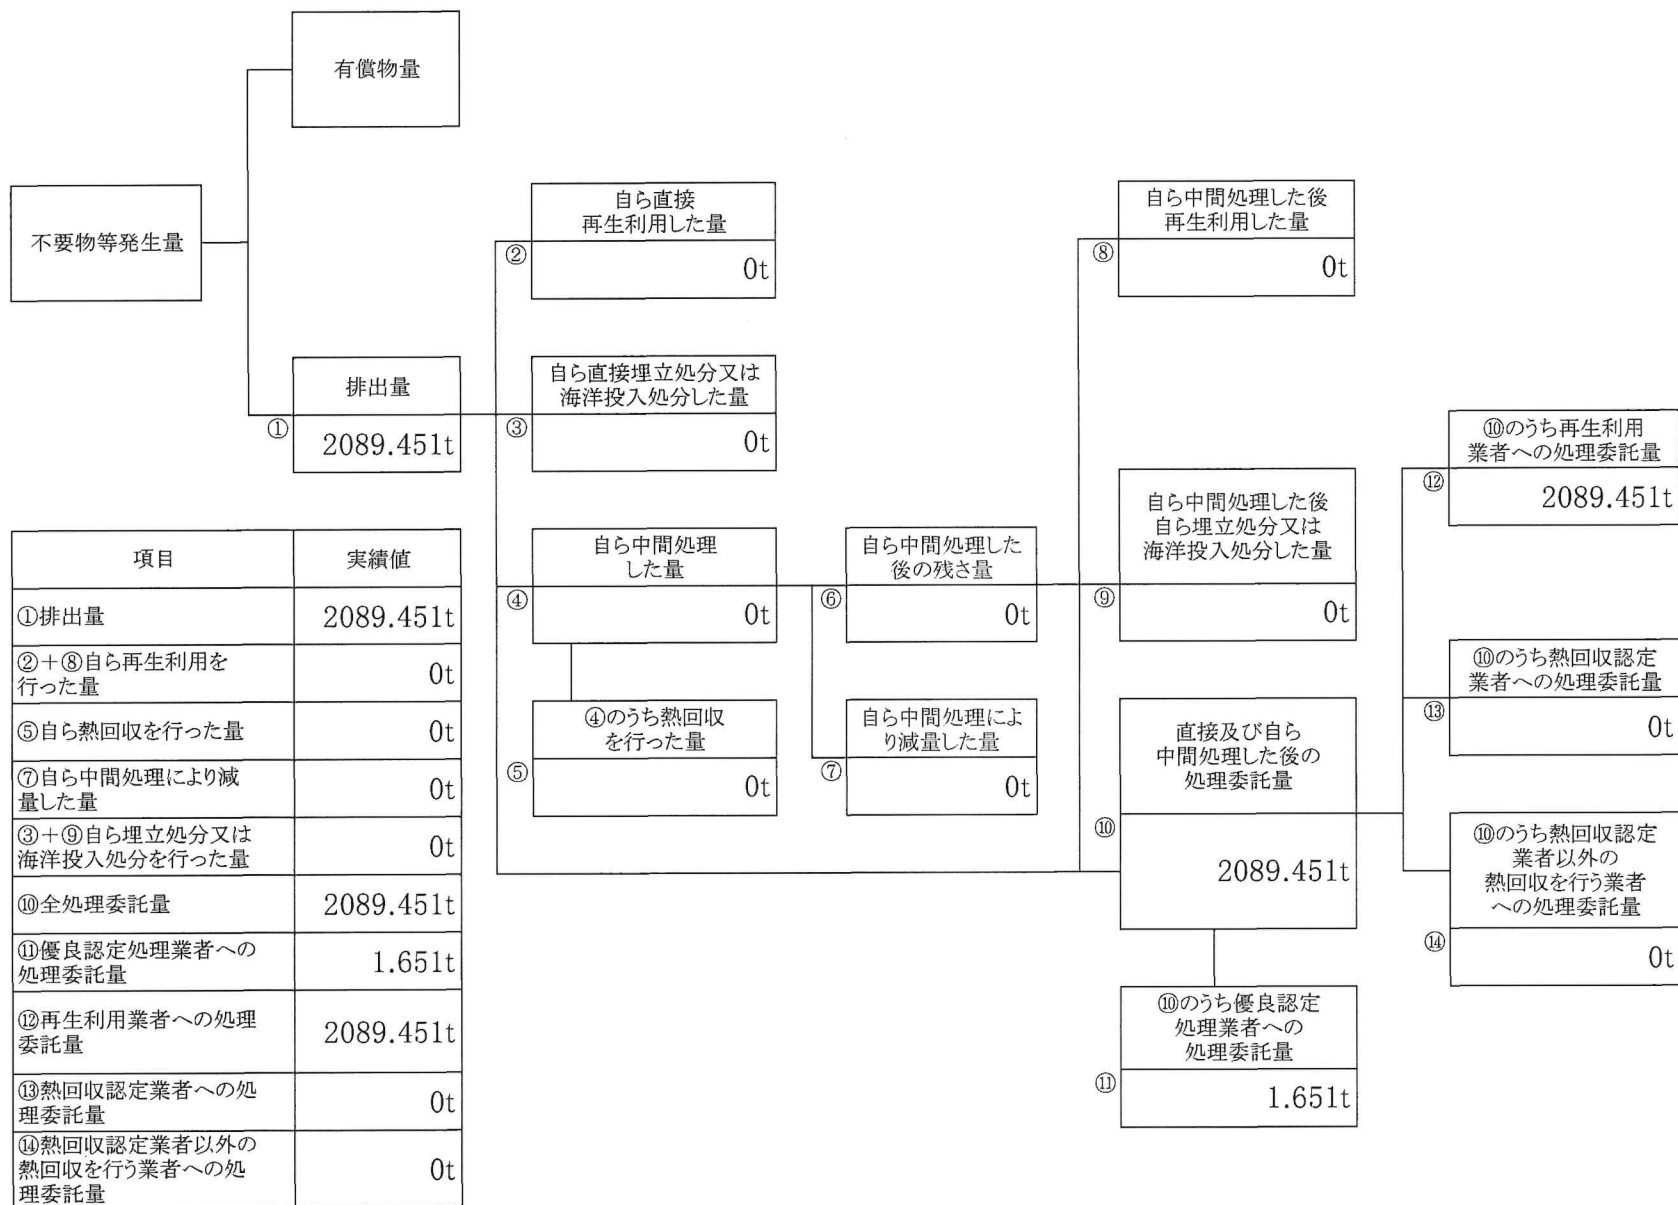 有償物量
不要物等発生量
排出量
①
2089.451t
自ら直接
再生利用した量
②
0t
自ら直接埋立処分又は
海洋投入処分した量
③
0t
自ら中間処理
した量
④
0t
④のうち熱回収
を行った量
⑤
0t
自ら中間処理した
後の残さ量
⑥
0t
自ら中間処理によ
り減量した量
⑦
0t
自ら中間処理した後
再生利用した量
⑧
0t
自ら中間処理した後
自ら埋立処分又は
海洋投入処分した量
⑨
0t
直接及び自ら
中間処理した後の
処理委託量
⑩
2089.451t
⑩のうち優良認定
処理業者への
処理委託量
⑪
1.651t
⑩のうち再生利用
業者への処理委託量
⑫
2089.451t
⑩のうち熱回収認定
業者への処理委託量
⑬
0t
⑩のうち熱回収認定
業者以外の
熱回収を行う業者
への処理委託量
⑭
0t
項目 実績値
①排出量 2089.451t
②+⑧自ら再生利用を
行った量 0t
⑤自ら熱回収を行った量 0t
⑦自ら中間処理により減
量した量 0t
③+⑨自ら埋立処分又は
海洋投入処分を行った量 0t
⑩全処理委託量 2089.451t
⑪優良認定処理業者への
処理委託量 1.651t
⑫再生利用業者への処理
委託量 2089.451t
⑬熱回収認定業者への処
理委託量 0t
⑭熱回収認定業者以外の
熱回収を行う業者への処
理委託量 0t